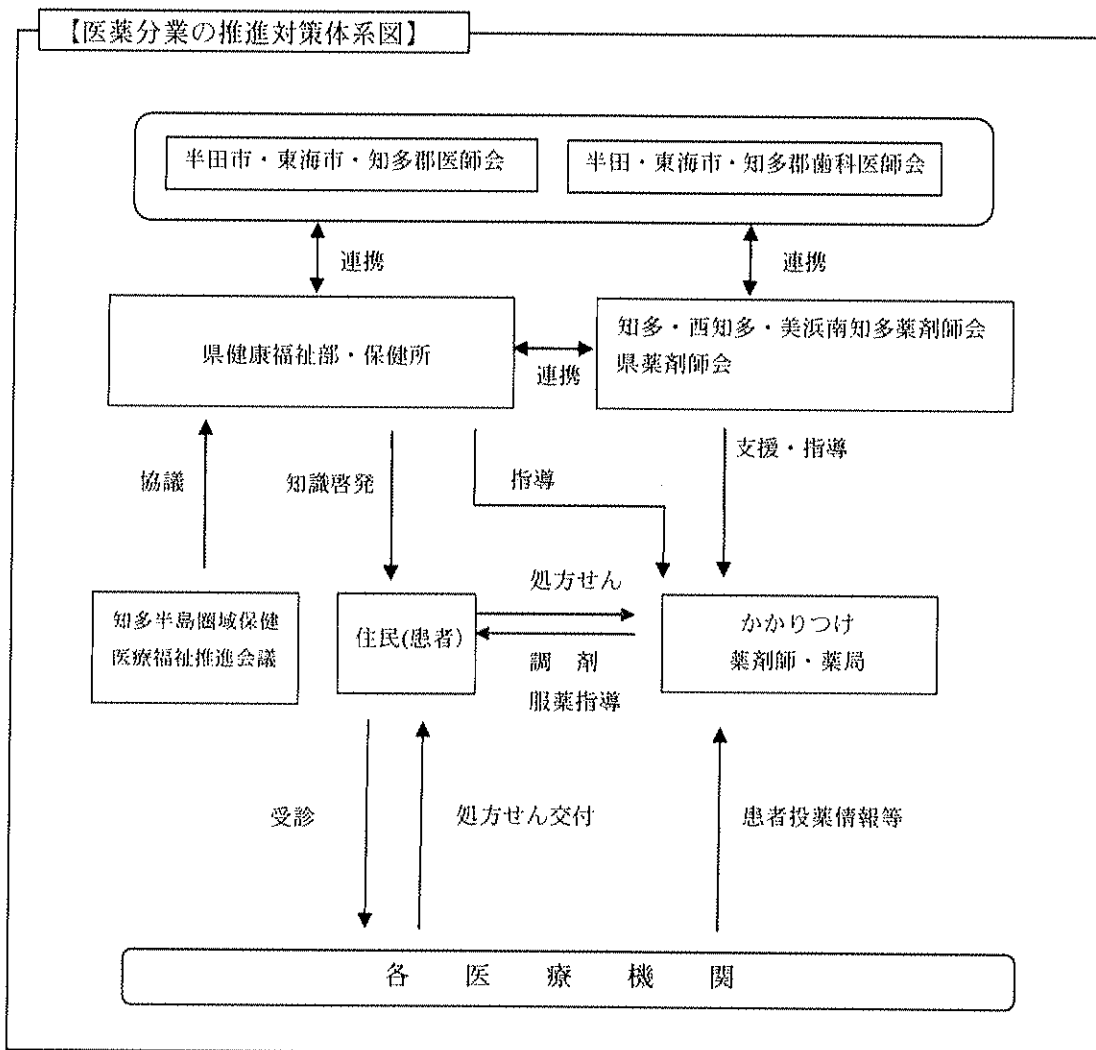 【医薬分業の推進対策体系図】
半田市・東海市・知多郡医師会
半田・東海市・知多郡歯科医師会
連携
連携
県健康福祉部・保健所
連携
知多・西知多・美浜南知多薬剤師会
県薬剤師会
協議
知識啓発
指導
支援・指導
知多半島圏域保健
医療福祉推進会議
住民(患者)
処方せん
調　剤
服薬指導
かかりつけ
薬剤師・薬局
受診
処方せん交付
患者投薬情報等
各　医　療　機　関